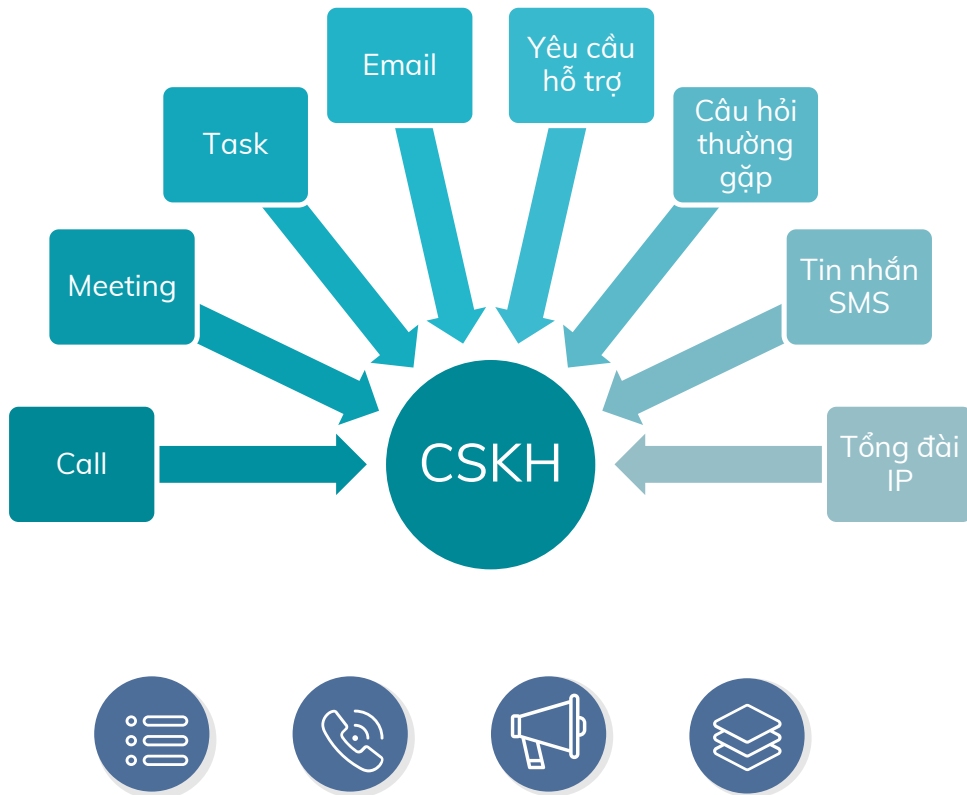 Email
Yêu cầu
hỗ trợ
Task
Câu hỏi
thường
gặp
Meeting
Tin nhắn
SMS
Call
CSKH
Tổng đài
IP